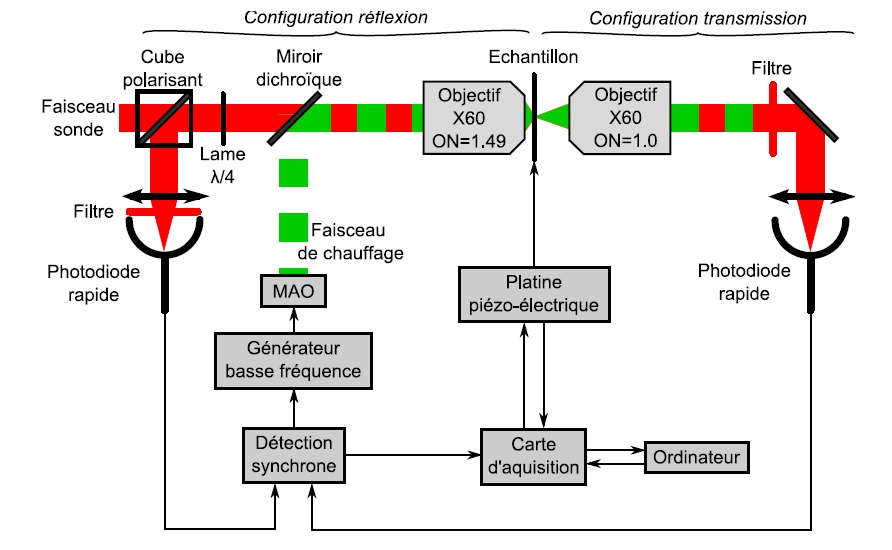 Configuration réflexion
Configuration transmission
Cube
polarisant
Miroir
dichroïque
Echantillon
Filtre
Faisceau
sonde
Objectif
X60
ON=1.49
Objectif
X60
ON=1.0
Lame
λ/4
Filtre
Faisceau
de chauffage
Photodiode
rapide
MAO
Platine
piézo-électrique
Photodiode
rapide
Générateur
basse fréquence
Détection
synchrone
Carte
d'aquisition
Ordinateur